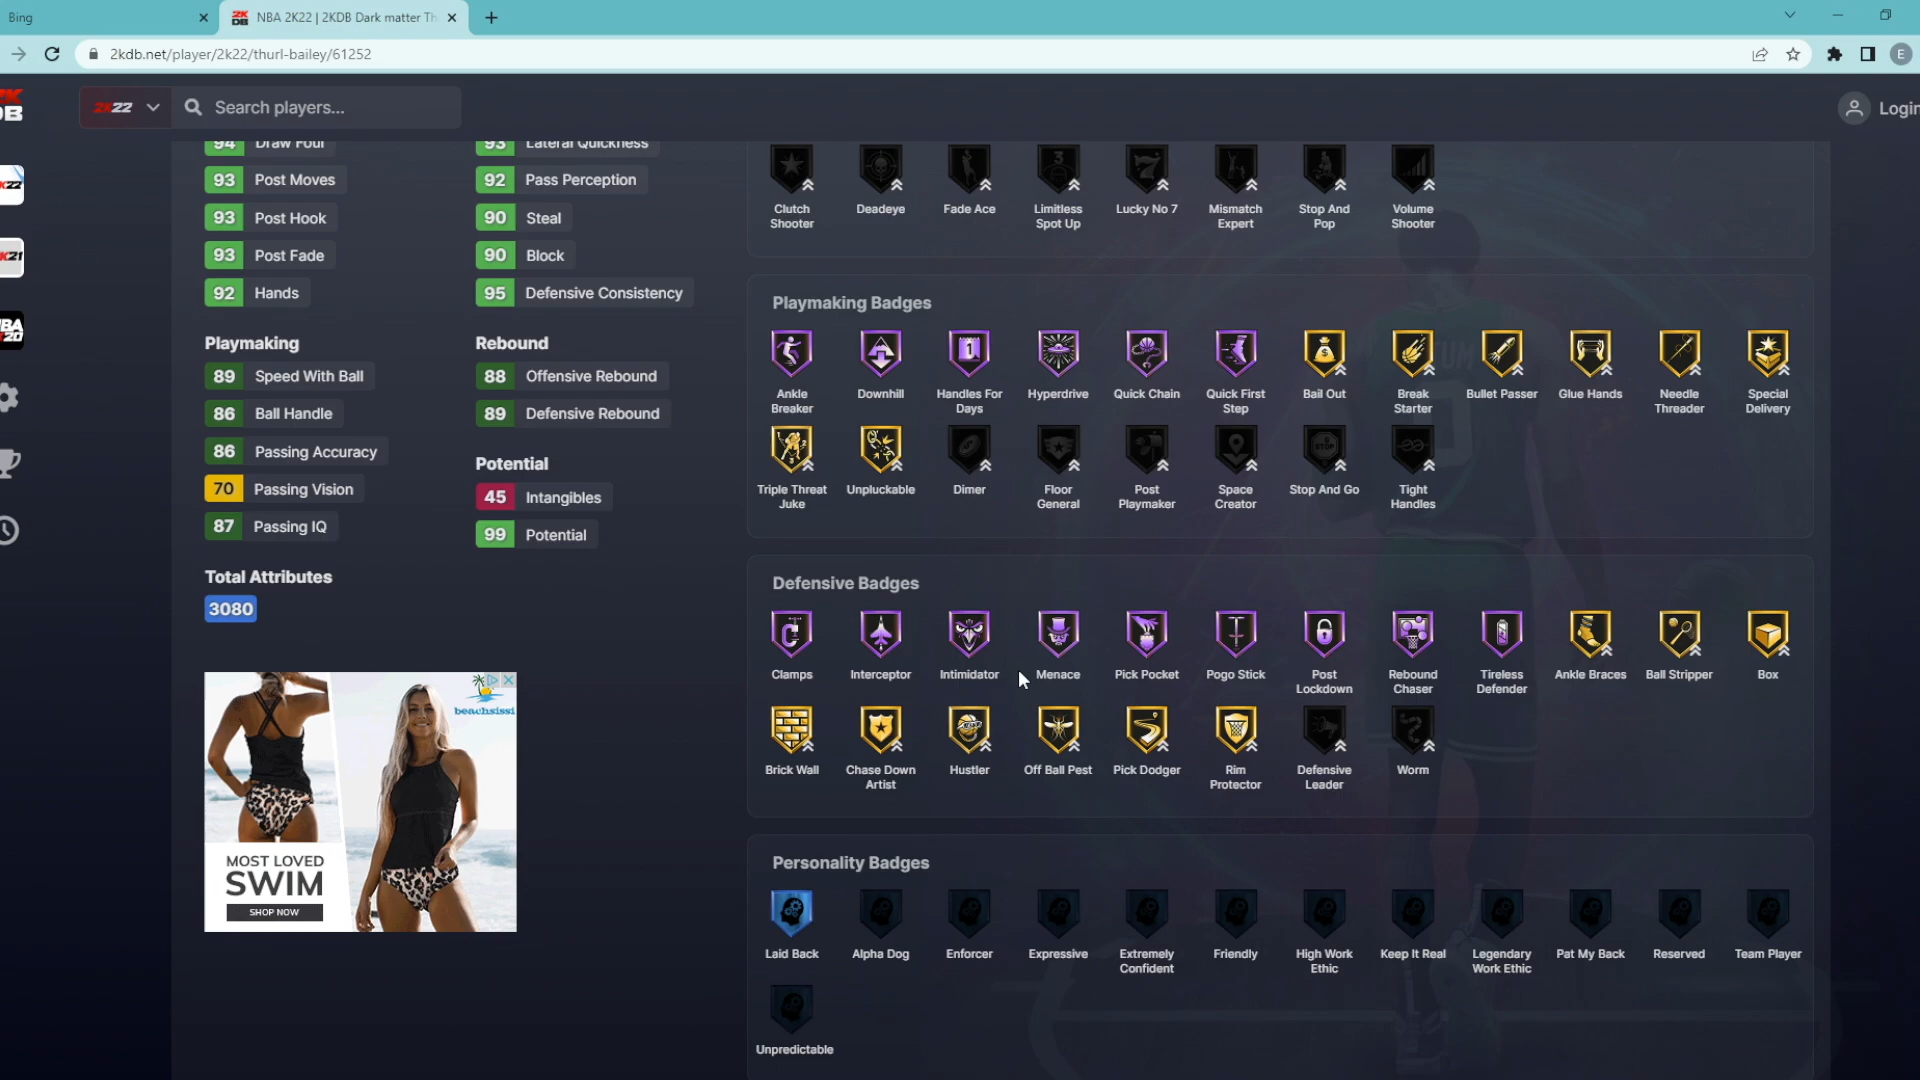 Bing
NBA 2K22 | 2KDB Dark matter Th
2kdb.net/player/2k22/thurl-bailey/61252
E
2K
DB
2K22
Search players...
Login
94 Draw Foul
93 Post Moves
93 Post Hook
93 Post Fade
92 Hands
93 Lateral Quickness
92 Pass Perception
90 Steal
90 Block
95 Defensive Consistency
Playmaking
89 Speed With Ball
86 Ball Handle
86 Passing Accuracy
70 Passing Vision
87 Passing IQ
Rebound
88 Offensive Rebound
89 Defensive Rebound
Potential
45 Intangibles
99 Potential
Total Attributes
3080
beachsissi
MOST LOVED
SWIM
SHOP NOW
Clutch Shooter
Deadeye
Fade Ace
Limitless Spot Up
Lucky No 7
Mismatch Expert
Stop And Pop
Volume Shooter
Playmaking Badges
Ankle Breaker
Downhill
Handles For Days
Hyperdrive
Quick Chain
Quick First Step
Bail Out
Break Starter
Bullet Passer
Glue Hands
Needle Threader
Special Delivery
Triple Threat Juke
Unpluckable
Dimer
Floor General
Post Playmaker
Space Creator
Stop And Go
Tight Handles
Defensive Badges
Clamps
Interceptor
Intimidator
Menace
Pick Pocket
Pogo Stick
Post Lockdown
Rebound Chaser
Tireless Defender
Ankle Braces
Ball Stripper
Box
Brick Wall
Chase Down Artist
Hustler
Off Ball Pest
Pick Dodger
Rim Protector
Defensive Leader
Worm
Personality Badges
Laid Back
Alpha Dog
Enforcer
Expressive
Extremely Confident
Friendly
High Work Ethic
Keep It Real
Legendary Work Ethic
Pat My Back
Reserved
Team Player
Unpredictable